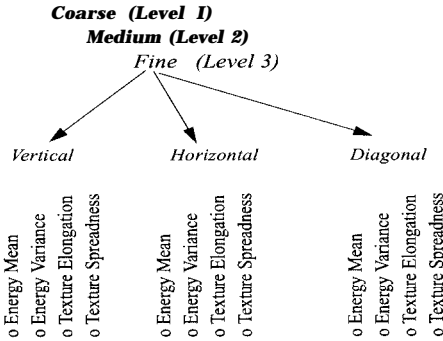 Coarse (Level I)
Medium (Level 2)
Fine (Level 3)
Vertical
Horizontal
Diagonal
o Energy Mean
o Energy Variance
o Texture Elongation
o Texture Spreadness
o Energy Mean
o Energy Variance
o Texture Elongation
o Texture Spreadness
o Energy Mean
o Energy Variance
o Texture Elongation
o Texture Spreadness